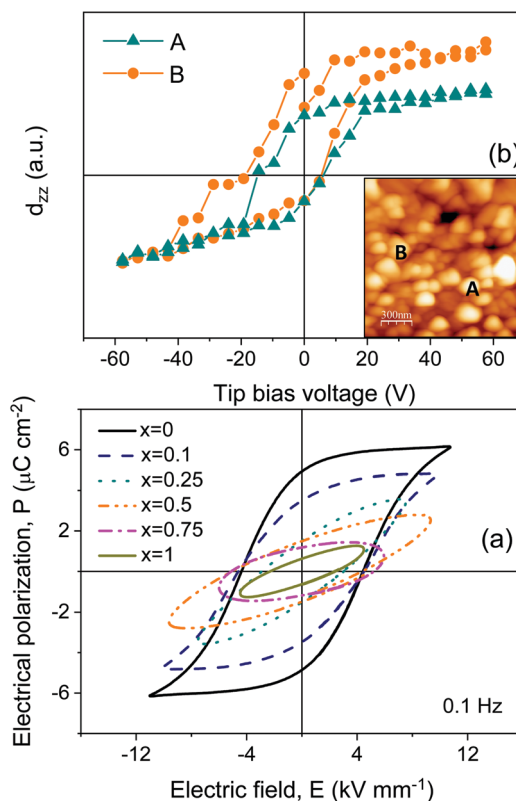 A
B
d_zz (a.u.)
(b)
B
A
300nm
-60 -40 -20 0 20 40 60
Tip bias voltage (V)
x=0
x=0.1
x=0.25
x=0.5
x=0.75
x=1
Electrical polarization, P (μC cm⁻²)
6
2
-2
-6
(a)
0.1 Hz
-12 -4 4 12
Electric field, E (kV mm⁻¹)